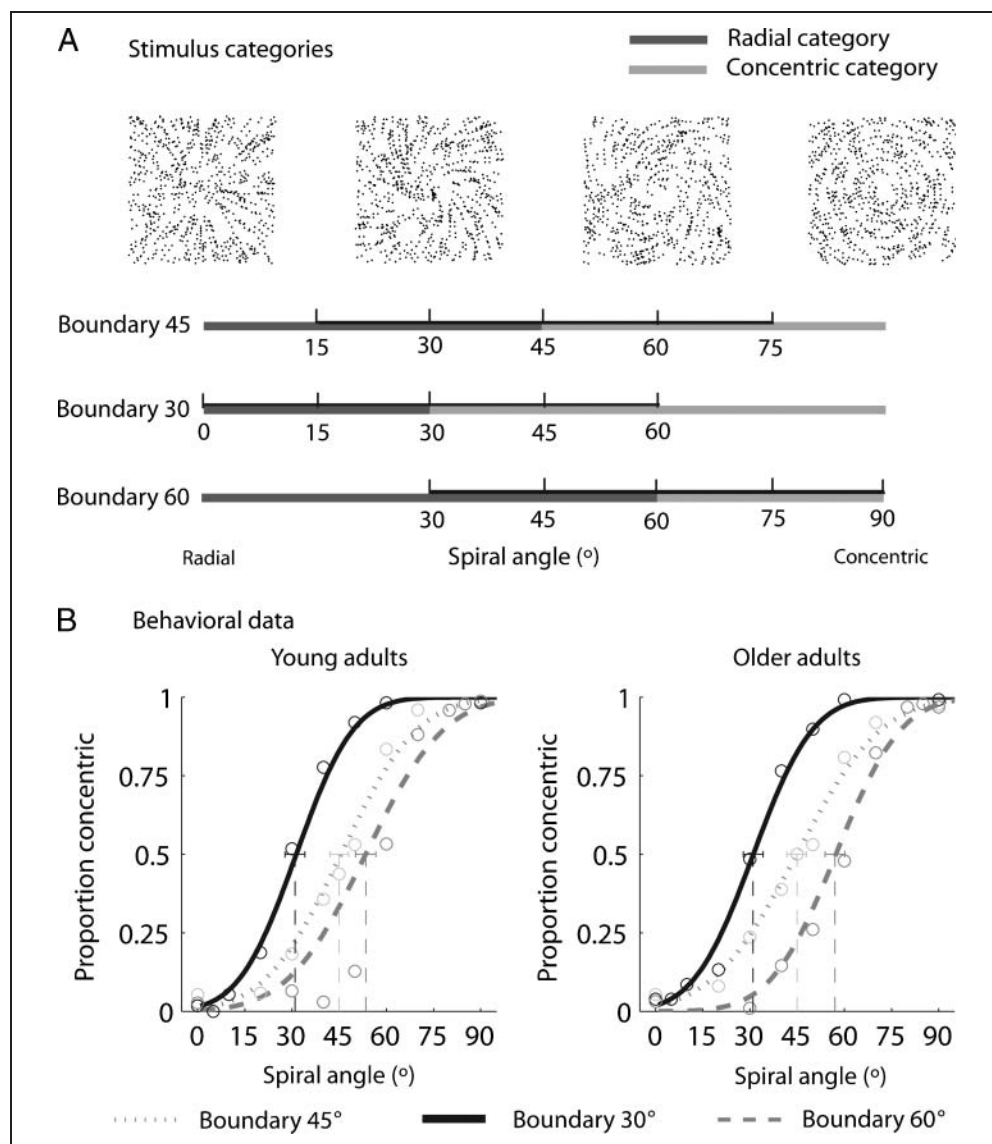 A
Stimulus categories
Radial category
Concentric category
Boundary 45
15 30 45 60 75
Boundary 30
0 15 30 45 60
Boundary 60
30 45 60 75 90
Radial Spiral angle (º) Concentric
B Behavioral data
Young adults Older adults
Proportion concentric
1
0.75
0.5
0.25
0
0 15 30 45 60 75 90
Spiral angle (º)
Proportion concentric
1
0.75
0.5
0.25
0
0 15 30 45 60 75 90
Spiral angle (º)
Boundary 45° Boundary 30° Boundary 60°